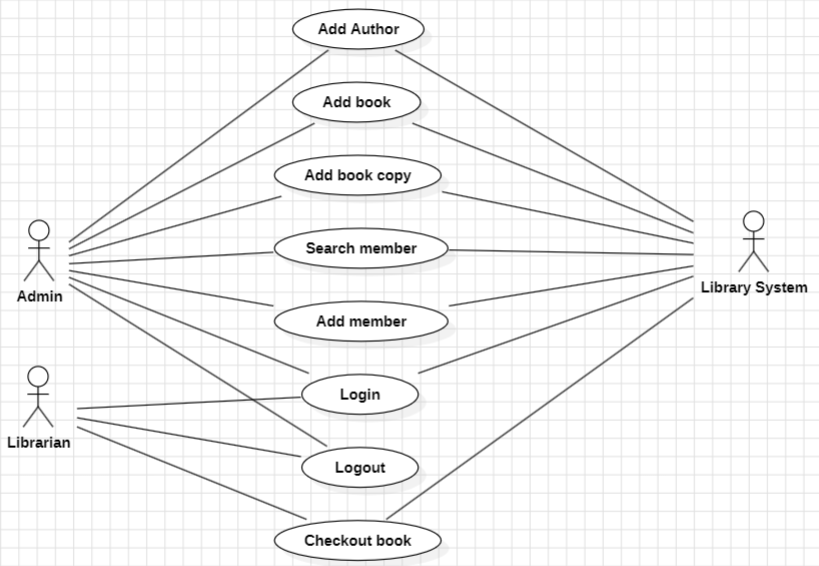 Add Author
Add book
Add book copy
Search member
Admin
Library System
Add member
Login
Librarian
Logout
Checkout book